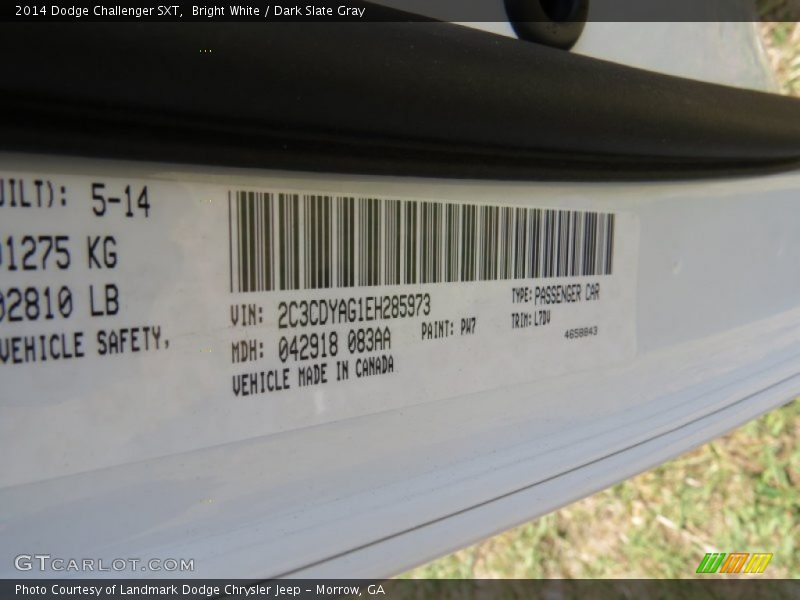 2014 Dodge Challenger SXT,  Bright White / Dark Slate Gray
UILT): 5-14
01275 KG
02810 LB
VEHICLE SAFETY,
VIN: 2C3CDYAG1EH285973
TYPE: PASSENGER CAR
MDH: 042918 083AA
PAINT: PW7
TRIM: L7DV
4658843
VEHICLE MADE IN CANADA
GTCARLOT.COM
Photo Courtesy of Landmark Dodge Chrysler Jeep - Morrow, GA